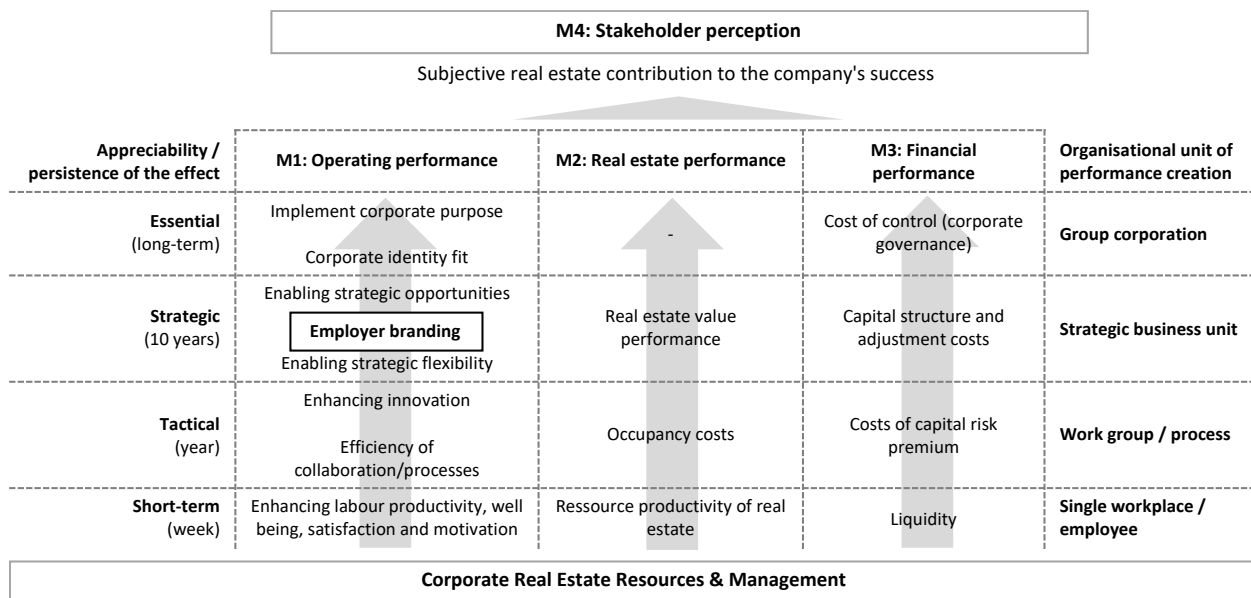 M4: Stakeholder perception
Subjective real estate contribution to the company's success
Appreciability /
persistence of the effect
M1: Operating performance
M2: Real estate performance
M3: Financial
performance
Organisational unit of
performance creation
Essential
(long-term)
Implement corporate purpose
Corporate identity fit
-
Cost of control (corporate
governance)
Group corporation
Strategic
(10 years)
Enabling strategic opportunities
Employer branding
Enabling strategic flexibility
Real estate value
performance
Capital structure and
adjustment costs
Strategic business unit
Tactical
(year)
Enhancing innovation
Efficiency of
collaboration/processes
Occupancy costs
Costs of capital risk
premium
Work group / process
Short-term
(week)
Enhancing labour productivity, well
being, satisfaction and motivation
Ressource productivity of real
estate
Liquidity
Single workplace /
employee
Corporate Real Estate Resources & Management